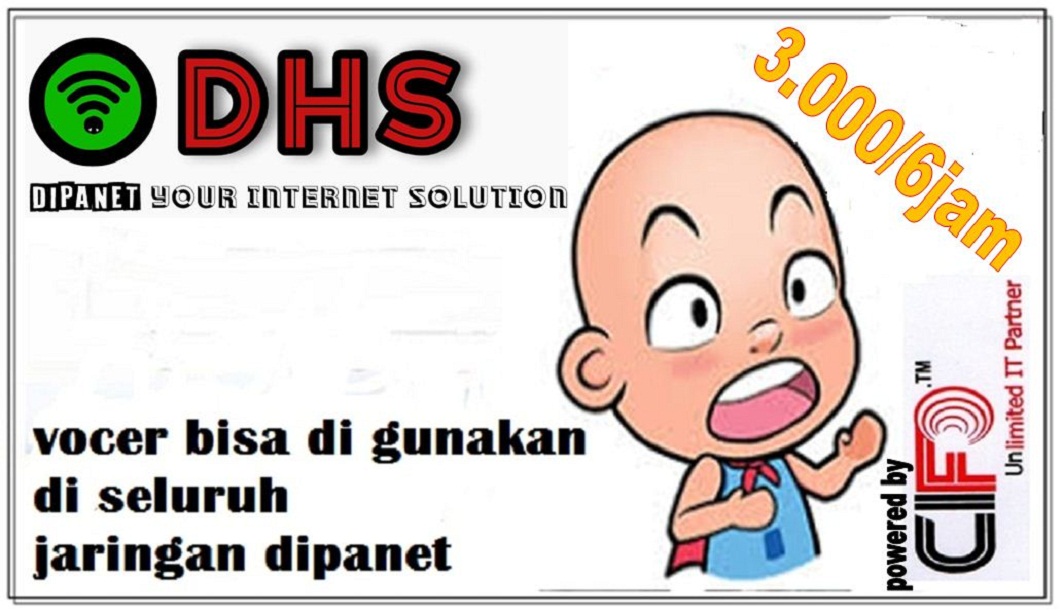 DHS
DIPANET YOUR INTERNET SOLUTION
3.000/6jam
vocer bisa di gunakan
di seluruh
jaringan dipanet
powered by
CIFO™
Unlimited IT Partner